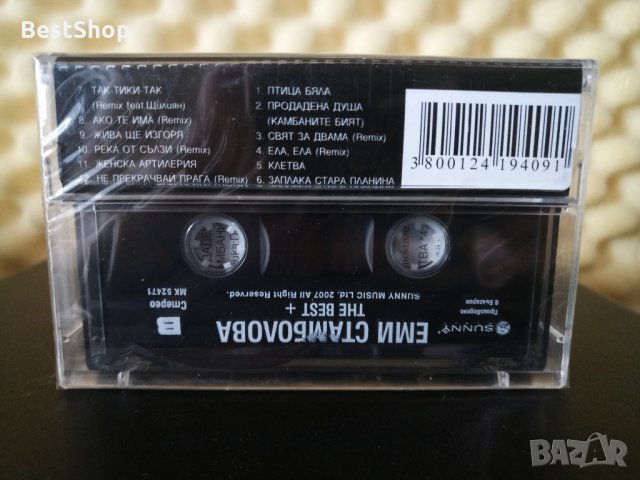 BestShop
7. ТАК-ТИКИ-ТАК
(Remix feat.Щилиян)
8. АКО ТЕ ИМА (Remix)
9. ЖИВА ЩЕ ИЗГОРЯ
10. РЕКА ОТ СЪЛЗИ (Remix)
11. ЖЕНСКА АРТИЛЕРИЯ
12. НЕ ПРЕКРАЧВАЙ ПРАГА (Remix)
1. ПТИЦА БЯЛА
2. ПРОДАДЕНА ДУША
(КАМБАНИТЕ БИЯТ)
3. СВЯТ ЗА ДВАМА (Remix)
4. ЕЛА, ЕЛА (Remix)
5. КЛЕТВА
6. ЗАПЛАКА СТАРА ПЛАНИНА
3 800124 194091
SUNNY
Произведено
в България
ЕМИ СТАМБОЛОВА
THE BEST +
SUNNY MUSIC Ltd. 2007 All Right Reserved.
B
Стерео
МК 52471
BAZAR